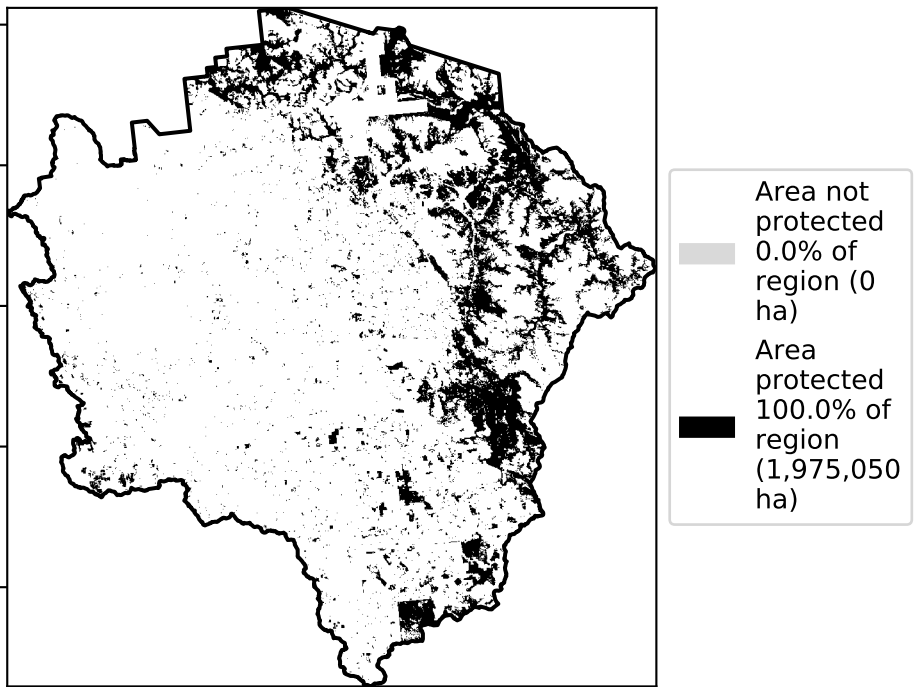 Area not
protected
0.0% of
region (0
ha)
Area
protected
100.0% of
region
(1,975,050
ha)